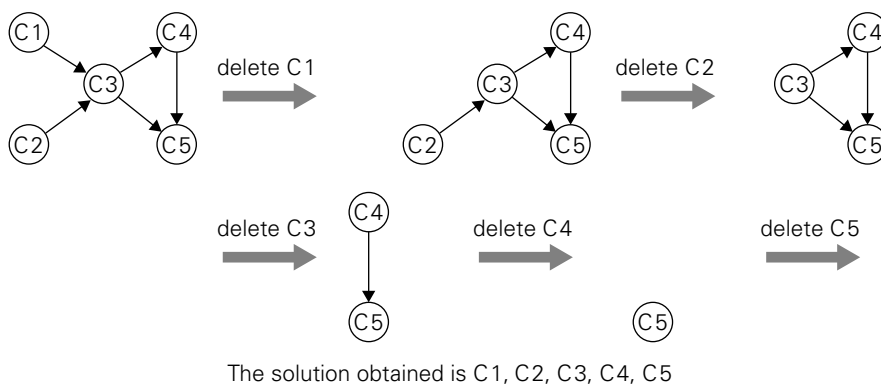 C1
C4
C3
C2
C5
delete C1
C4
C3
C2
C5
delete C2
C4
C3
C5
delete C3
C4
C5
delete C4
C5
delete C5
The solution obtained is C1, C2, C3, C4, C5